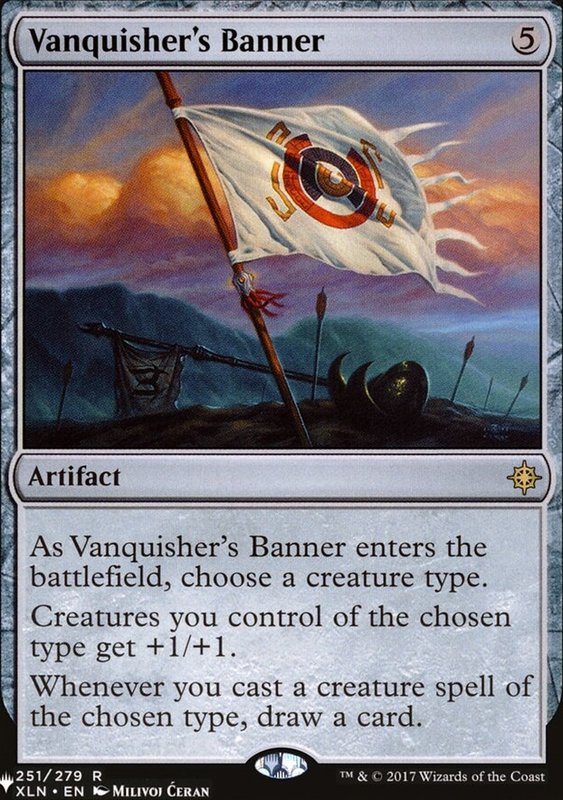 Vanquisher's Banner 5
Artifact
As Vanquisher's Banner enters the
battlefield, choose a creature type.
Creatures you control of the chosen
type get +1/+1.
Whenever you cast a creature spell of
the chosen type, draw a card.
251/279 R
XLN • EN MILIVOJ ĆERAN
™ & © 2017 Wizards of the Coast